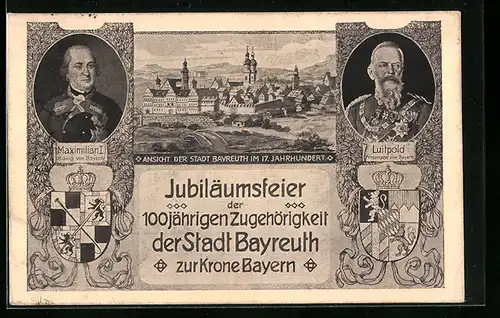 Maximilian I.
König von Bayern
ANSICHT DER STADT BAYREUTH IM 17. JAHRHUNDERT.
Luitpold
Prinzregent von Bayern
Jubiläumsfeier
der
100jährigen Zugehörigkeit
der Stadt Bayreuth
zur Krone Bayern